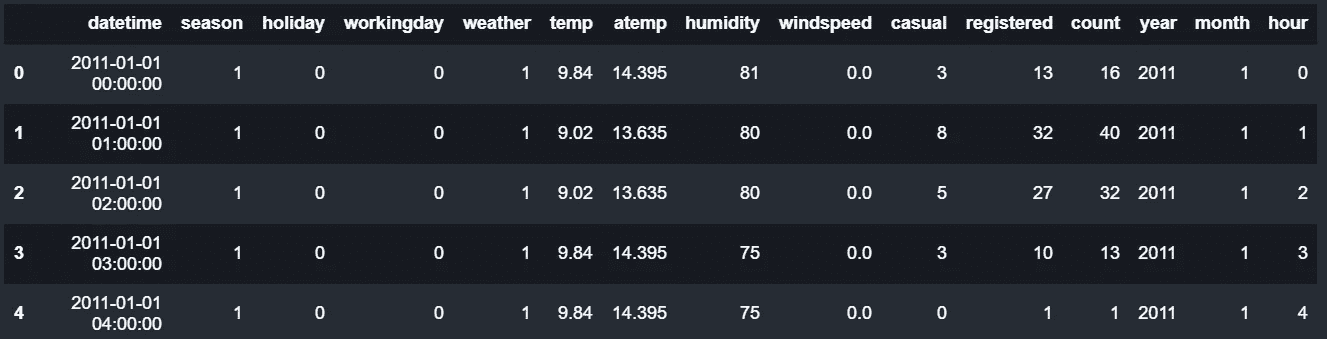 datetime season holiday workingday weather temp atemp humidity windspeed casual registered count year month hour
0 2011-01-01 00:00:00 1 0 0 1 9.84 14.395 81 0.0 3 13 16 2011 1 0
1 2011-01-01 01:00:00 1 0 0 1 9.02 13.635 80 0.0 8 32 40 2011 1 1
2 2011-01-01 02:00:00 1 0 0 1 9.02 13.635 80 0.0 5 27 32 2011 1 2
3 2011-01-01 03:00:00 1 0 0 1 9.84 14.395 75 0.0 3 10 13 2011 1 3
4 2011-01-01 04:00:00 1 0 0 1 9.84 14.395 75 0.0 0 1 1 2011 1 4